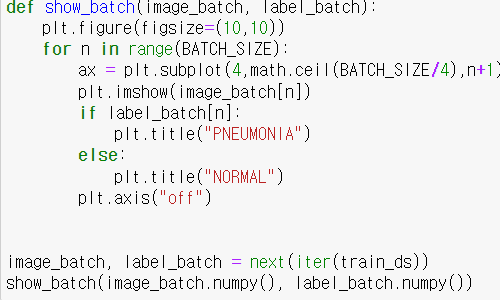 def show_batch(image_batch, label_batch):
    plt.figure(figsize=(10,10))
    for n in range(BATCH_SIZE):
        ax = plt.subplot(4,math.ceil(BATCH_SIZE/4),n+1)
        plt.imshow(image_batch[n])
        if label_batch[n]:
            plt.title("PNEUMONIA")
        else:
            plt.title("NORMAL")
        plt.axis("off")
image_batch, label_batch = next(iter(train_ds))
show_batch(image_batch.numpy(), label_batch.numpy())